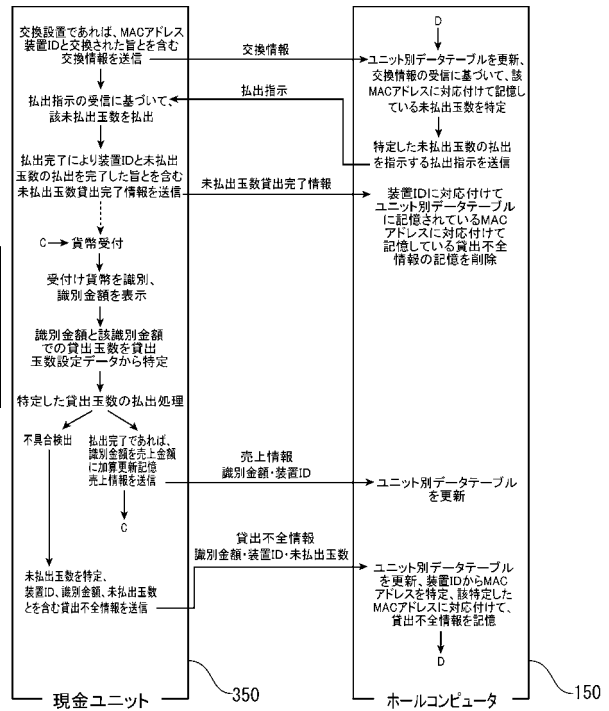 交換設置であれば、MACアドレス
装置IDと交換された旨とを含む
交換情報を送信
払出指示の受信に基づいて、
該未払出玉数を払出
払出完了により装置IDと未払出
玉数の払出を完了した旨とを含む
未払出玉数貸出完了情報を送信
C
貨幣受付
受付け貨幣を識別、
識別金額を表示
識別金額と該識別金額
での貸出玉数を貸出
玉数設定データから特定
特定した貸出玉数の払出処理
不具合検出
払出完了であれば、
識別金額を売上金額
に加算更新記憶
売上情報を送信
C
未払出玉数を特定、
装置ID、識別金額、未払出玉数
とを含む貸出不全情報を送信
現金ユニット
350
交換情報
払出指示
未払出玉数貸出完了情報
売上情報
識別金額・装置ID
貸出不全情報
識別金額・装置ID・未払出玉数
D
ユニット別データテーブルを更新、
交換情報の受信に基づいて、該
MACアドレスに対応付けて記憶し
ている未払出玉数を特定
特定した未払出玉数の払出
を指示する払出指示を送信
装置IDに対応付けて
ユニット別データテーブル
に記憶されているMAC
アドレスに対応付けて
記憶している貸出不全
情報の記憶を削除
ユニット別データテーブル
を更新
ユニット別データテーブル
を更新、装置IDからMAC
アドレスを特定、該特定した
MACアドレスに対応付けて、
貸出不全情報を記憶
D
ホールコンピュータ
150